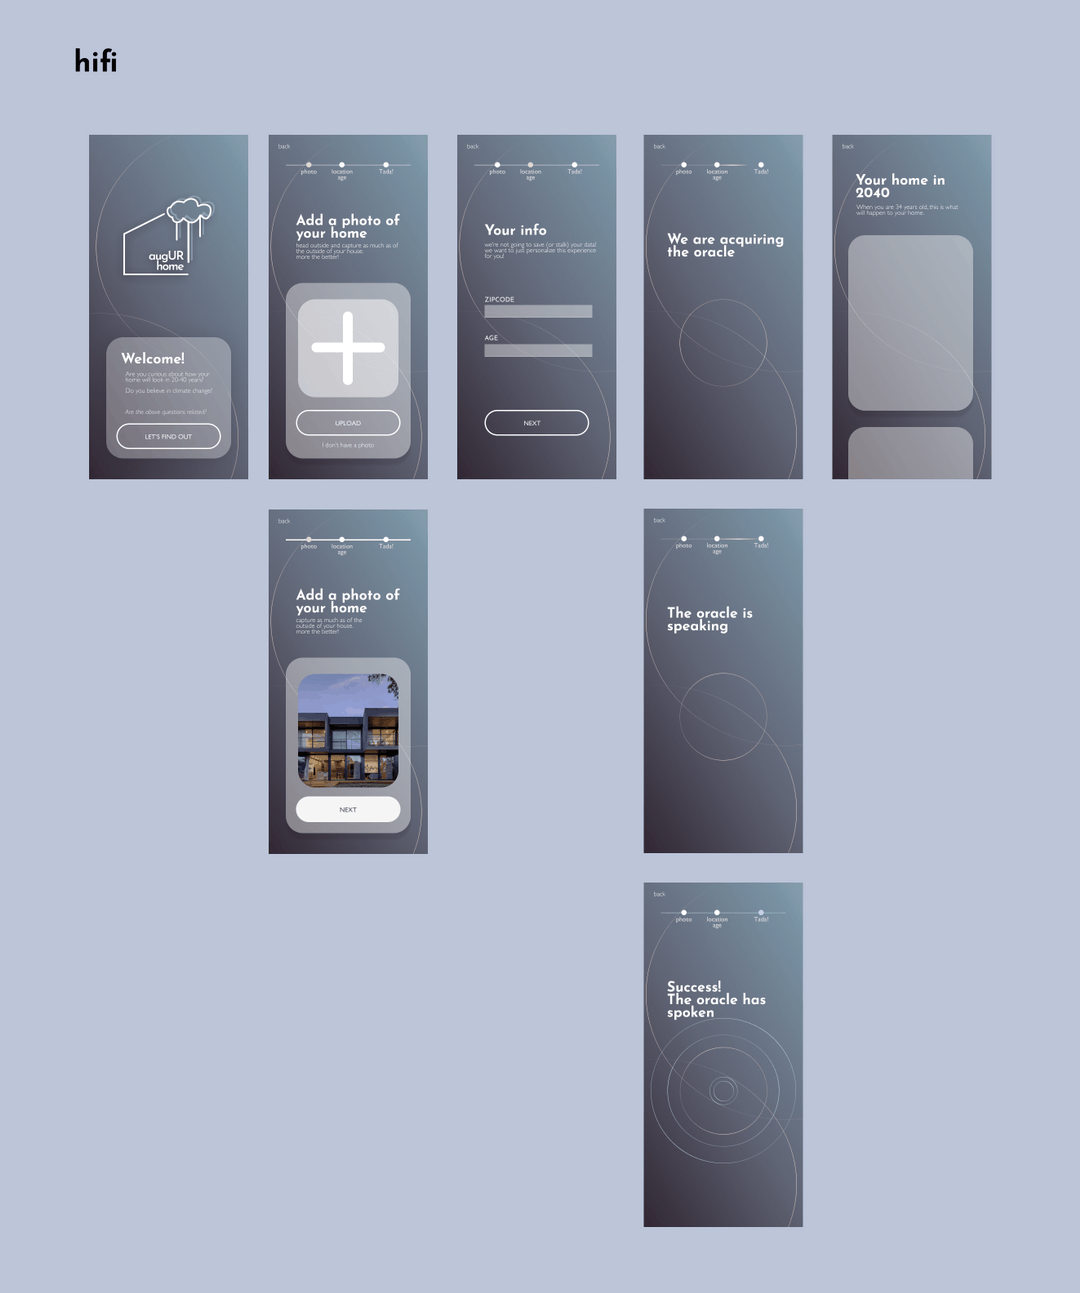 hifi
augUR
home
Welcome!
Are you curious about how your
home will look in 20-40 years?
Do you believe in climate change?
Are the above questions related?
LET'S FIND OUT
back
photo
location
age
Tada!
Add a photo of
your home
head outside and capture as much as of
the outside of your house.
more the better!
UPLOAD
I don't have a photo
back
photo
location
age
Tada!
Your info
we're not going to save (or stalk) your data!
we want to just personalize this experience
for you!
ZIPCODE
AGE
NEXT
back
photo
location
age
Tada!
We are acquiring
the oracle
back
Your home in
2040
When you are 34 years old, this is what
will happen to your home.
back
photo
location
age
Tada!
Add a photo of
your home
capture as much as of the
outside of your house.
more the better!
NEXT
back
photo
location
age
Tada!
The oracle is
speaking
back
photo
location
age
Tada!
Success!
The oracle has
spoken